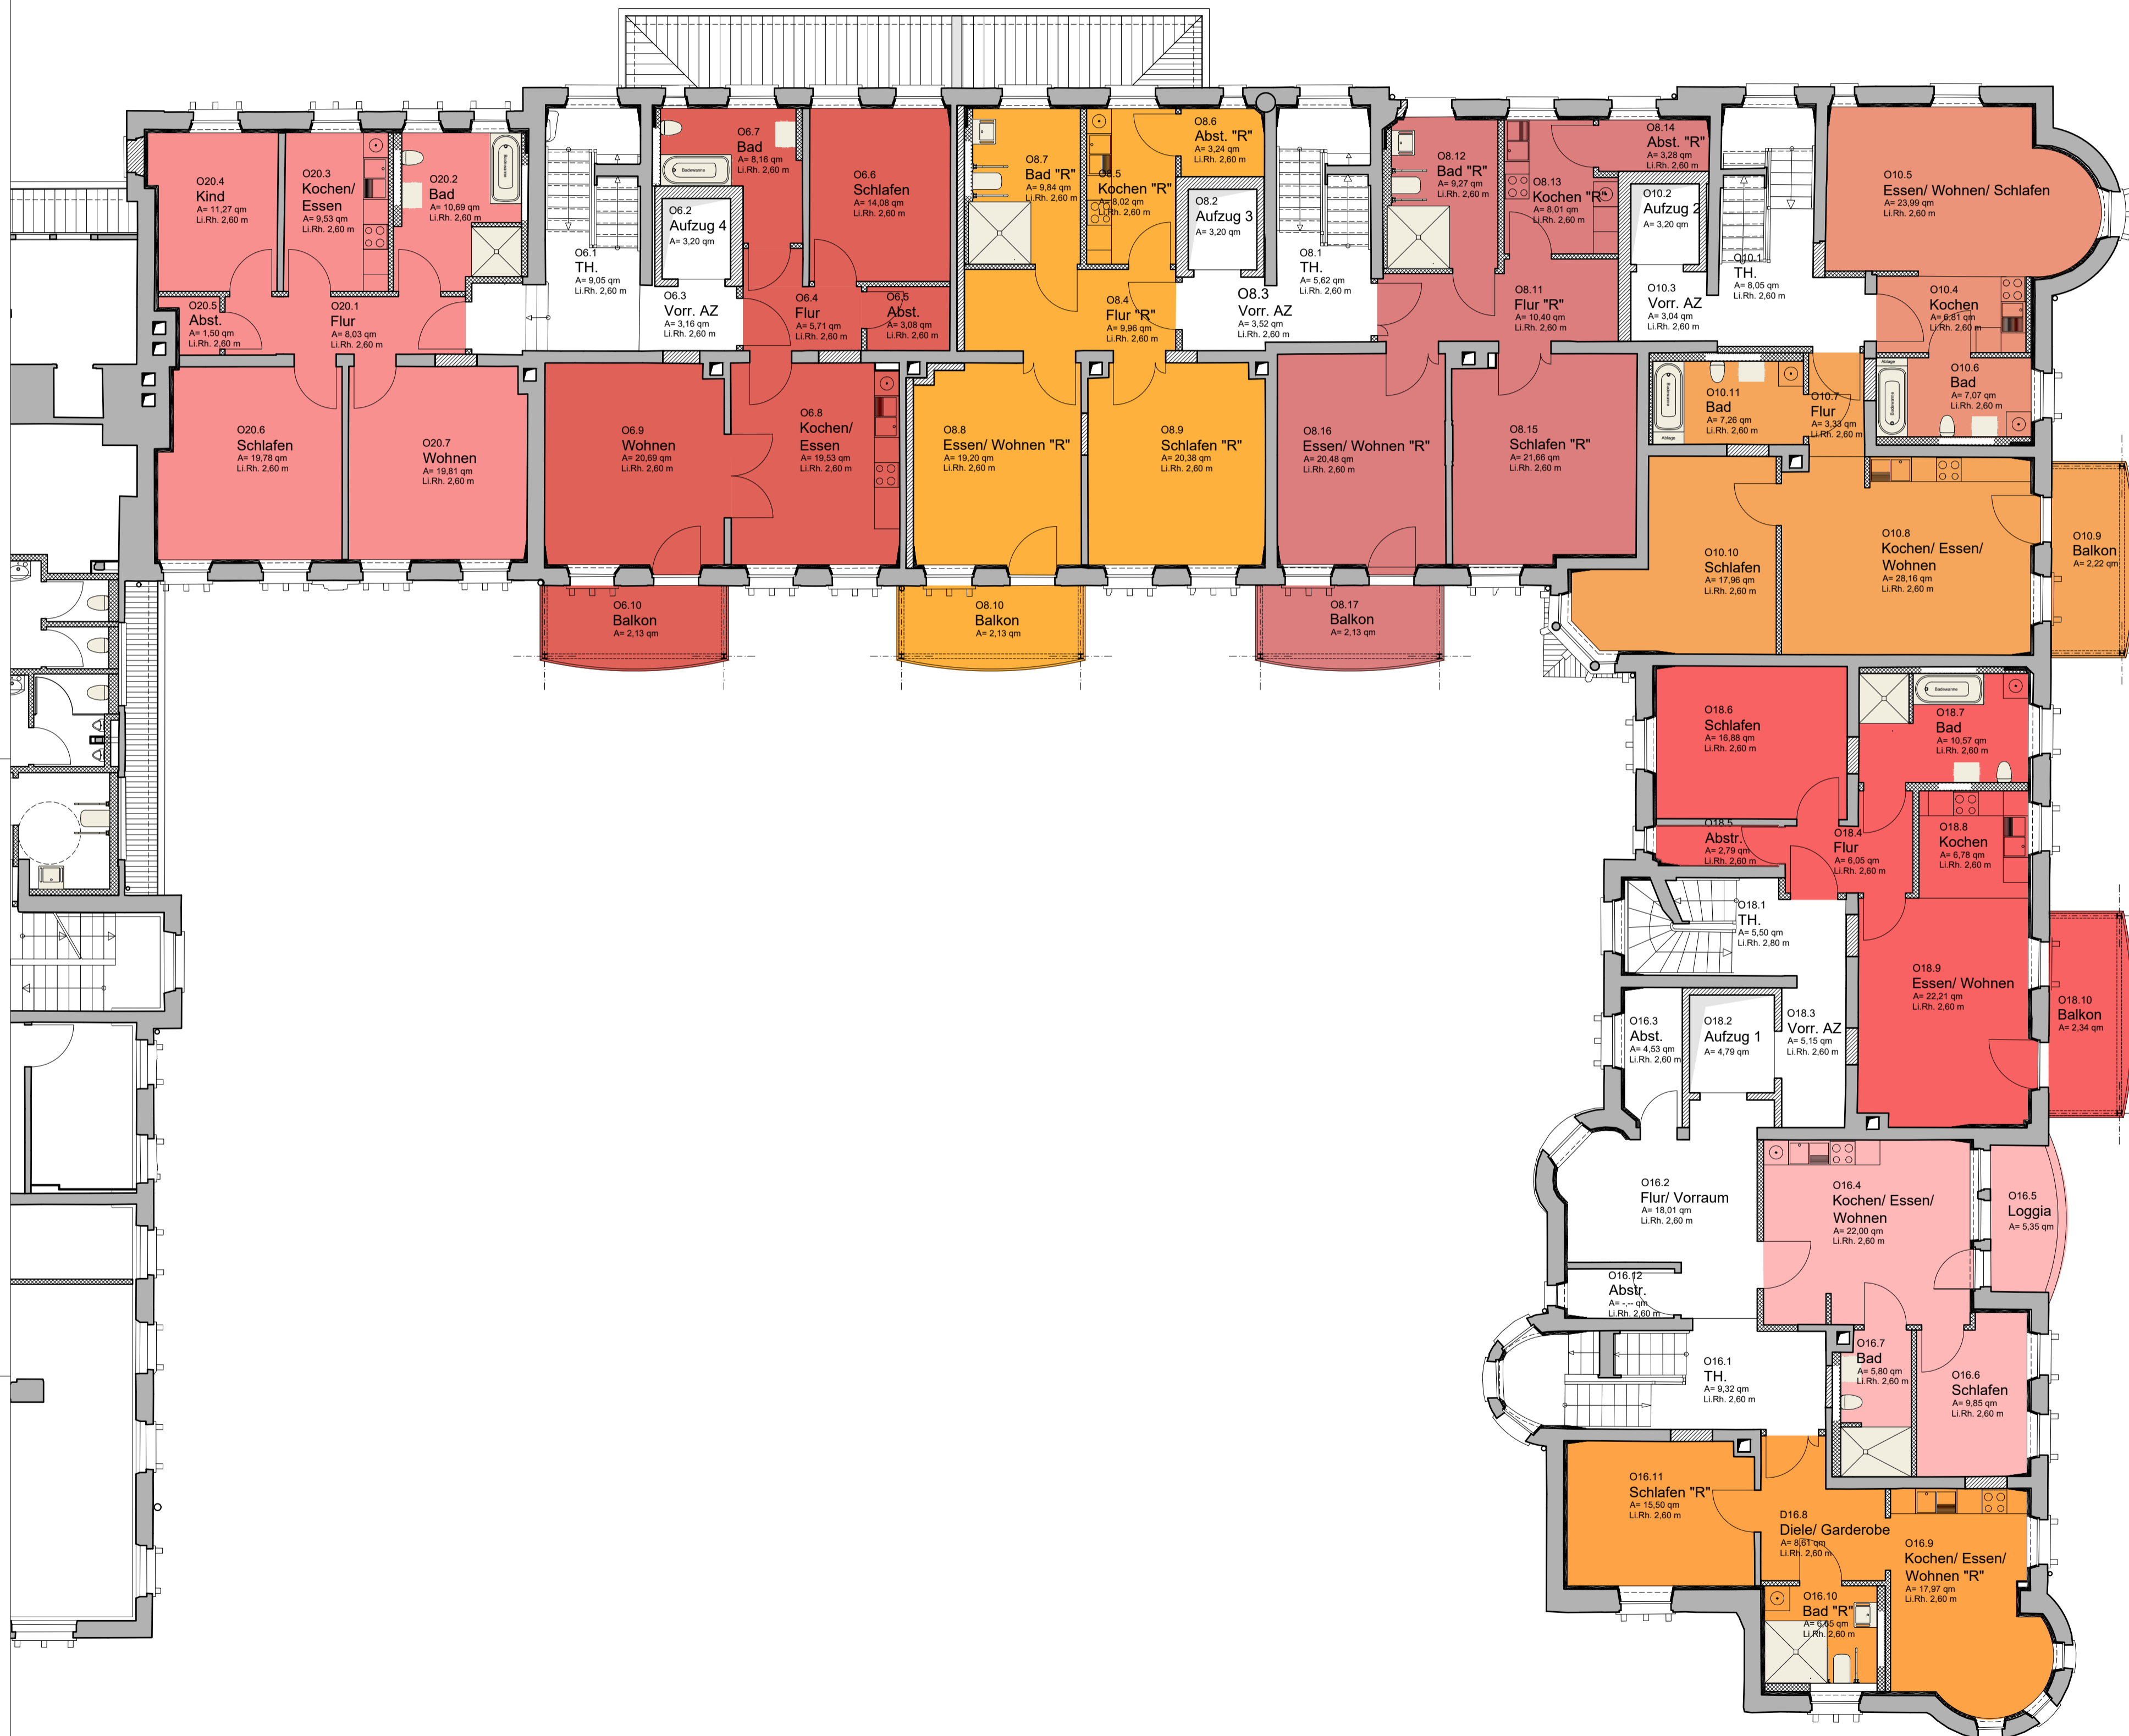 O20.4
Kind
A= 11,27 qm
Li.Rh. 2,60 m
O20.3
Kochen/
Essen
A= 9,53 qm
Li.Rh. 2,60 m
O20.2
Bad
A= 10,69 qm
Li.Rh. 2,60 m
Badewanne
O20.5
Abst.
A= 1,50 qm
Li.Rh. 2,60 m
O20.1
Flur
A= 8,03 qm
Li.Rh. 2,60 m
O20.6
Schlafen
A= 19,78 qm
Li.Rh. 2,60 m
O20.7
Wohnen
A= 19,81 qm
Li.Rh. 2,60 m
O6.1
TH.
A= 9,05 qm
Li.Rh. 2,60 m
O6.7
Bad
A= 8,16 qm
Li.Rh. 2,60 m
Badewanne
O6.2
Aufzug 4
A= 3,20 qm
O6.3
Vorr. AZ
A= 3,16 qm
Li.Rh. 2,60 m
O6.6
Schlafen
A= 14,08 qm
Li.Rh. 2,60 m
O6.4
Flur
A= 5,71 qm
Li.Rh. 2,60 m
O6.5
Abst.
A= 3,08 qm
Li.Rh. 2,60 m
O6.9
Wohnen
A= 20,69 qm
Li.Rh. 2,60 m
O6.8
Kochen/
Essen
A= 19,53 qm
Li.Rh. 2,60 m
O6.10
Balkon
A= 2,13 qm
O8.7
Bad "R"
A= 9,84 qm
Li.Rh. 2,60 m
O8.5
Kochen "R"
A= 8,02 qm
Li.Rh. 2,60 m
O8.6
Abst. "R"
A= 3,24 qm
Li.Rh. 2,60 m
O8.2
Aufzug 3
A= 3,20 qm
O8.4
Flur "R"
A= 9,96 qm
Li.Rh. 2,60 m
O8.3
Vorr. AZ
A= 3,52 qm
Li.Rh. 2,60 m
O8.1
TH.
A= 5,62 qm
Li.Rh. 2,60 m
O8.8
Essen/ Wohnen "R"
A= 19,20 qm
Li.Rh. 2,60 m
O8.9
Schlafen "R"
A= 20,38 qm
Li.Rh. 2,60 m
O8.10
Balkon
A= 2,13 qm
O8.12
Bad "R"
A= 9,27 qm
Li.Rh. 2,60 m
O8.13
Kochen "R"
A= 8,01 qm
Li.Rh. 2,60 m
O8.14
Abst. "R"
A= 3,28 qm
Li.Rh. 2,60 m
O8.11
Flur "R"
A= 10,40 qm
Li.Rh. 2,60 m
O8.16
Essen/ Wohnen "R"
A= 20,48 qm
Li.Rh. 2,60 m
O8.15
Schlafen "R"
A= 21,66 qm
Li.Rh. 2,60 m
O8.17
Balkon
A= 2,13 qm
O10.2
Aufzug 2
A= 3,20 qm
O10.3
Vorr. AZ
A= 3,04 qm
Li.Rh. 2,60 m
O10.1
TH.
A= 8,05 qm
Li.Rh. 2,60 m
O10.5
Essen/ Wohnen/ Schlafen
A= 23,99 qm
Li.Rh. 2,60 m
O10.4
Kochen
A= 6,81 qm
Li.Rh. 2,60 m
O10.6
Bad
A= 7,07 qm
Li.Rh. 2,60 m
Ablage
Badewanne
O10.11
Bad
A= 7,26 qm
Li.Rh. 2,60 m
Badewanne
Ablage
O10.7
Flur
A= 3,33 qm
Li.Rh. 2,60 m
O10.10
Schlafen
A= 17,96 qm
Li.Rh. 2,60 m
O10.8
Kochen/ Essen/
Wohnen
A= 28,16 qm
Li.Rh. 2,60 m
O10.9
Balkon
A= 2,22 qm
O18.6
Schlafen
A= 16,88 qm
Li.Rh. 2,60 m
O18.7
Bad
A= 10,57 qm
Li.Rh. 2,60 m
Badewanne
O18.5
Abstr.
A= 2,79 qm
Li.Rh. 2,60 m
O18.4
Flur
A= 6,05 qm
Li.Rh. 2,60 m
O18.8
Kochen
A= 6,78 qm
Li.Rh. 2,60 m
O18.1
TH.
A= 5,50 qm
Li.Rh. 2,80 m
O18.9
Essen/ Wohnen
A= 22,21 qm
Li.Rh. 2,60 m
O18.10
Balkon
A= 2,34 qm
O16.3
Abst.
A= 4,53 qm
Li.Rh. 2,60 m
O18.2
Aufzug 1
A= 4,79 qm
O18.3
Vorr. AZ
A= 5,15 qm
Li.Rh. 2,60 m
O16.2
Flur/ Vorraum
A= 18,01 qm
Li.Rh. 2,60 m
O16.4
Kochen/ Essen/
Wohnen
A= 22,00 qm
Li.Rh. 2,60 m
O16.5
Loggia
A= 5,35 qm
O16.12
Abstr.
A= -,-- qm
Li.Rh. 2,60 m
O16.1
TH.
A= 9,32 qm
Li.Rh. 2,60 m
O16.7
Bad
A= 5,80 qm
Li.Rh. 2,60 m
O16.6
Schlafen
A= 9,85 qm
Li.Rh. 2,60 m
O16.11
Schlafen "R"
A= 15,50 qm
Li.Rh. 2,60 m
D16.8
Diele/ Garderobe
A= 8,61 qm
Li.Rh. 2,60 m
O16.9
Kochen/ Essen/
Wohnen "R"
A= 17,97 qm
Li.Rh. 2,60 m
O16.10
Bad "R"
A= 6,65 qm
Li.Rh. 2,60 m